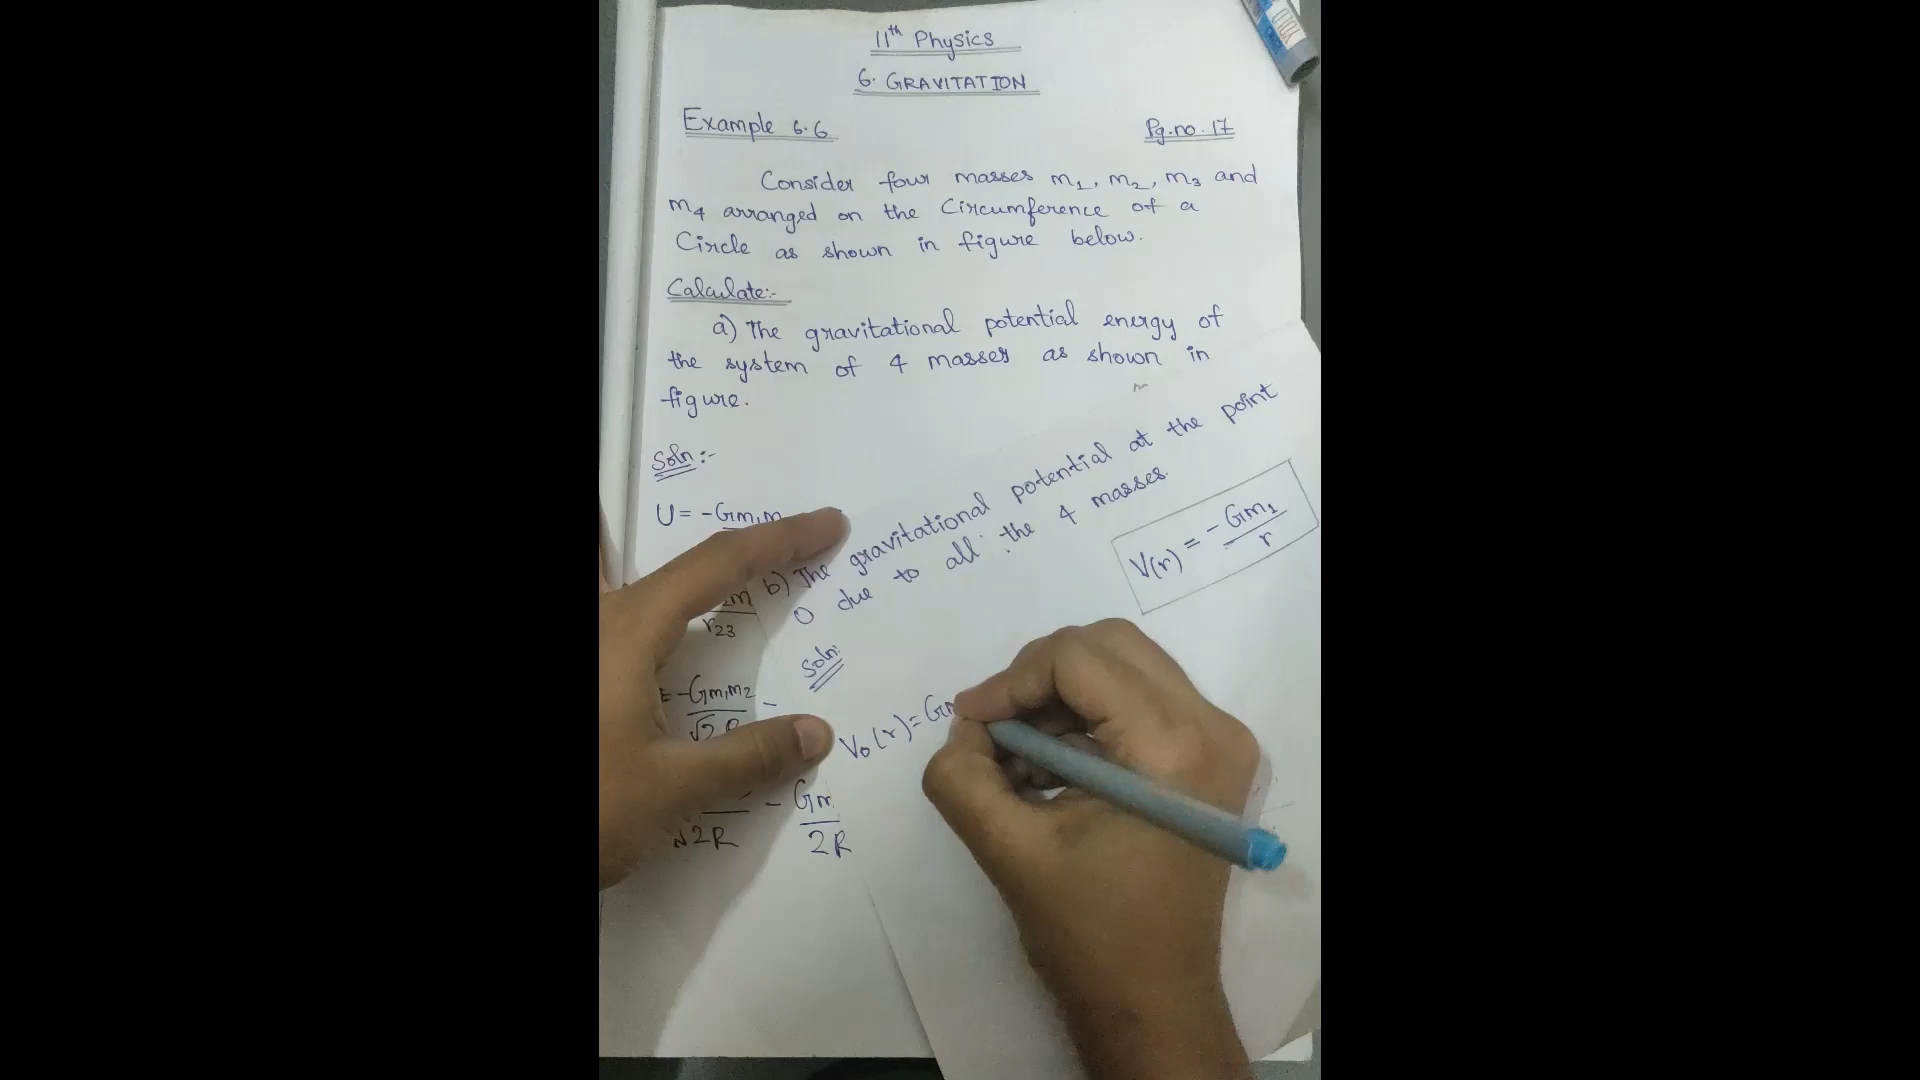 11th Physics
6. GRAVITATION
Example 6.6
Pg.no.17
Consider four masses m1, m2, m3 and
m4 arranged on the Circumference of a
Circle as shown in figure below.
Calculate:-
a) The gravitational potential energy of
the system of 4 masses as shown in
figure.
Soln:-
U = -Gm1m
r23
= -Gm1m2 -
√2R
- Gm
√2R 2R
b) The gravitational potential at the point
O due to all the 4 masses.
V(r) = -Gm1
r
Soln:
Vo(r) = Gm